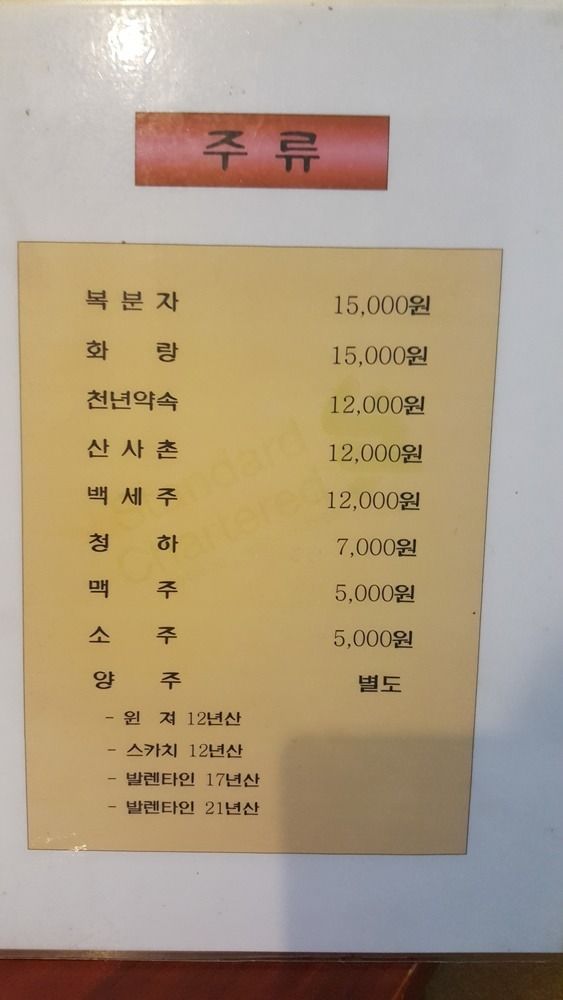 주 류
복 분 자 15,000원
화 랑 15,000원
천년약속 12,000원
산 사 촌 12,000원
백 세 주 12,000원
청 하 7,000원
맥 주 5,000원
소 주 5,000원
양 주 별도
- 윈 져 12년산
- 스카치 12년산
- 발렌타인 17년산
- 발렌타인 21년산
Standard
Chartered